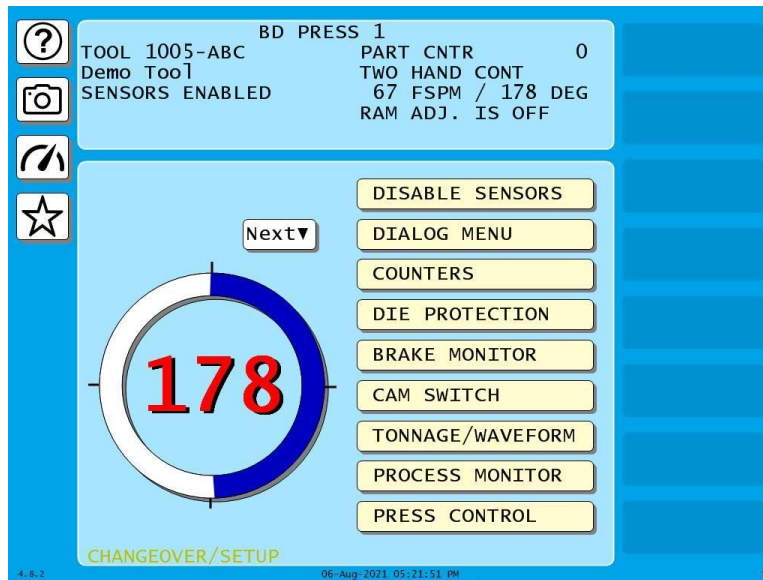 BD PRESS 1
TOOL 1005-ABC
Demo Tool
SENSORS ENABLED
PART CNTR 0
TWO HAND CONT
67 FSPM / 178 DEG
RAM ADJ. IS OFF
Next▼
178
DISABLE SENSORS
DIALOG MENU
COUNTERS
DIE PROTECTION
BRAKE MONITOR
CAM SWITCH
TONNAGE/WAVEFORM
PROCESS MONITOR
PRESS CONTROL
CHANGEOVER/SETUP
4.8.2
06-Aug-2021 05:21:51 PM